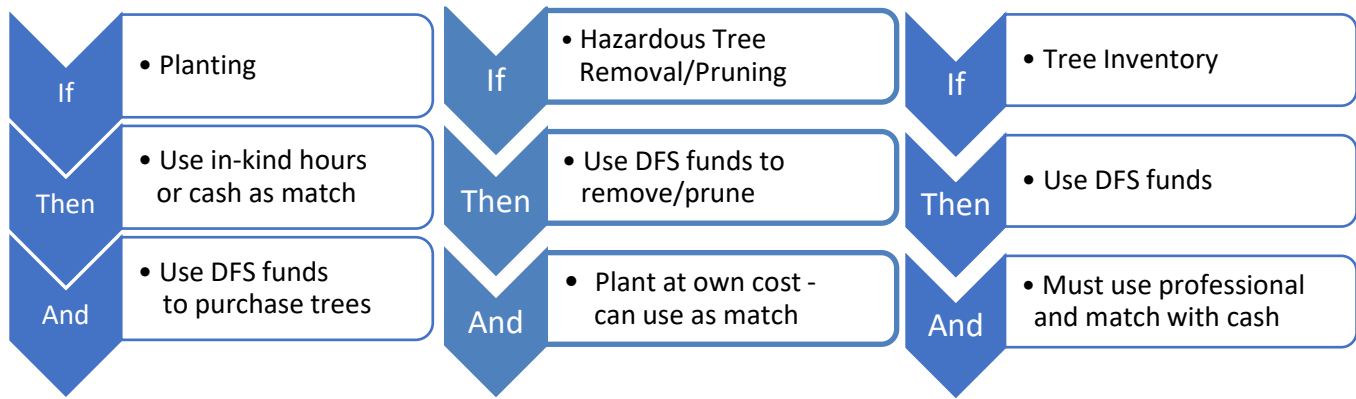 If
• Planting
Then
• Use in-kind hours
or cash as match
And
• Use DFS funds
to purchase trees
If
• Hazardous Tree
Removal/Pruning
Then
• Use DFS funds to
remove/prune
And
• Plant at own cost -
can use as match
If
• Tree Inventory
Then
• Use DFS funds
And
• Must use professional
and match with cash